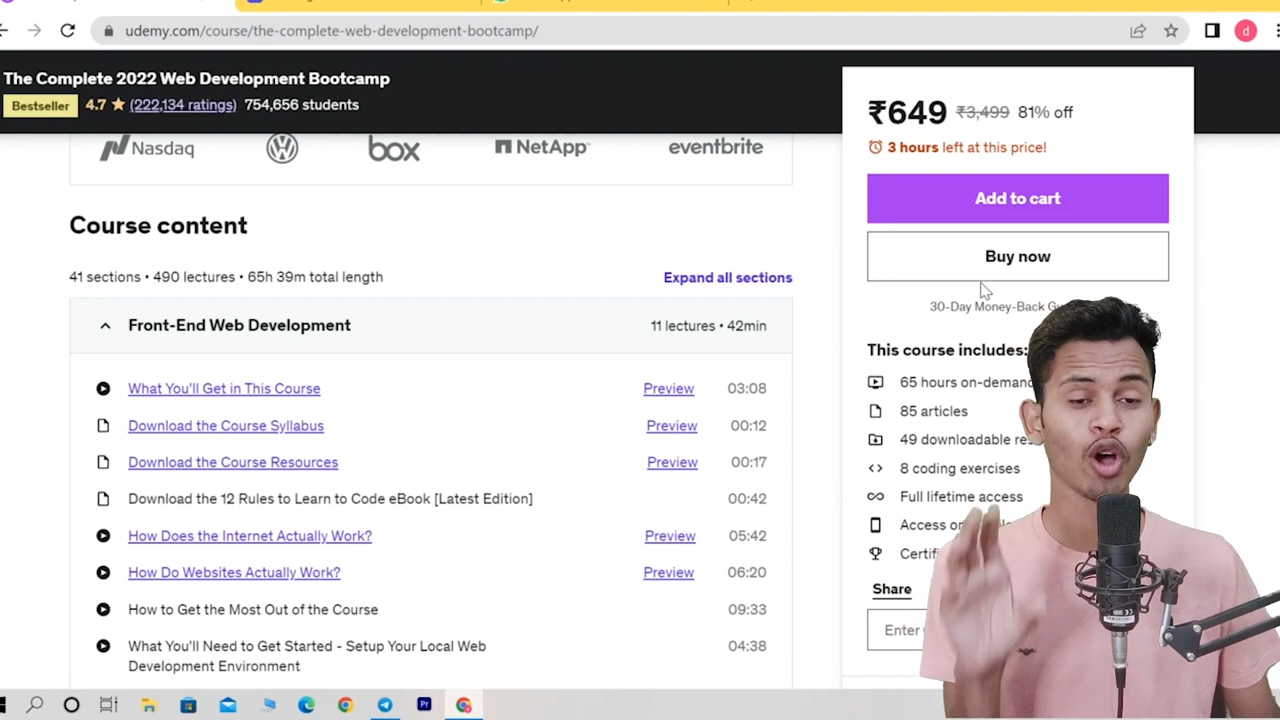 udemy.com/course/the-complete-web-development-bootcamp/
d
The Complete 2022 Web Development Bootcamp
Bestseller 4.7 (222,134 ratings) 754,656 students
Nasdaq box NetApp eventbrite
Course content
41 sections • 490 lectures • 65h 39m total length Expand all sections
Front-End Web Development 11 lectures • 42min
What You'll Get in This Course Preview 03:08
Download the Course Syllabus Preview 00:12
Download the Course Resources Preview 00:17
Download the 12 Rules to Learn to Code eBook [Latest Edition] 00:42
How Does the Internet Actually Work? Preview 05:42
How Do Websites Actually Work? Preview 06:20
How to Get the Most Out of the Course 09:33
What You'll Need to Get Started - Setup Your Local Web 04:38
Development Environment
₹649 ₹3,499 81% off
3 hours left at this price!
Add to cart
Buy now
30-Day Money-Back
This course includes:
65 hours on-demand
85 articles
49 downloadable
8 coding exercises
Full lifetime access
Access on
Share
Enter
Pr